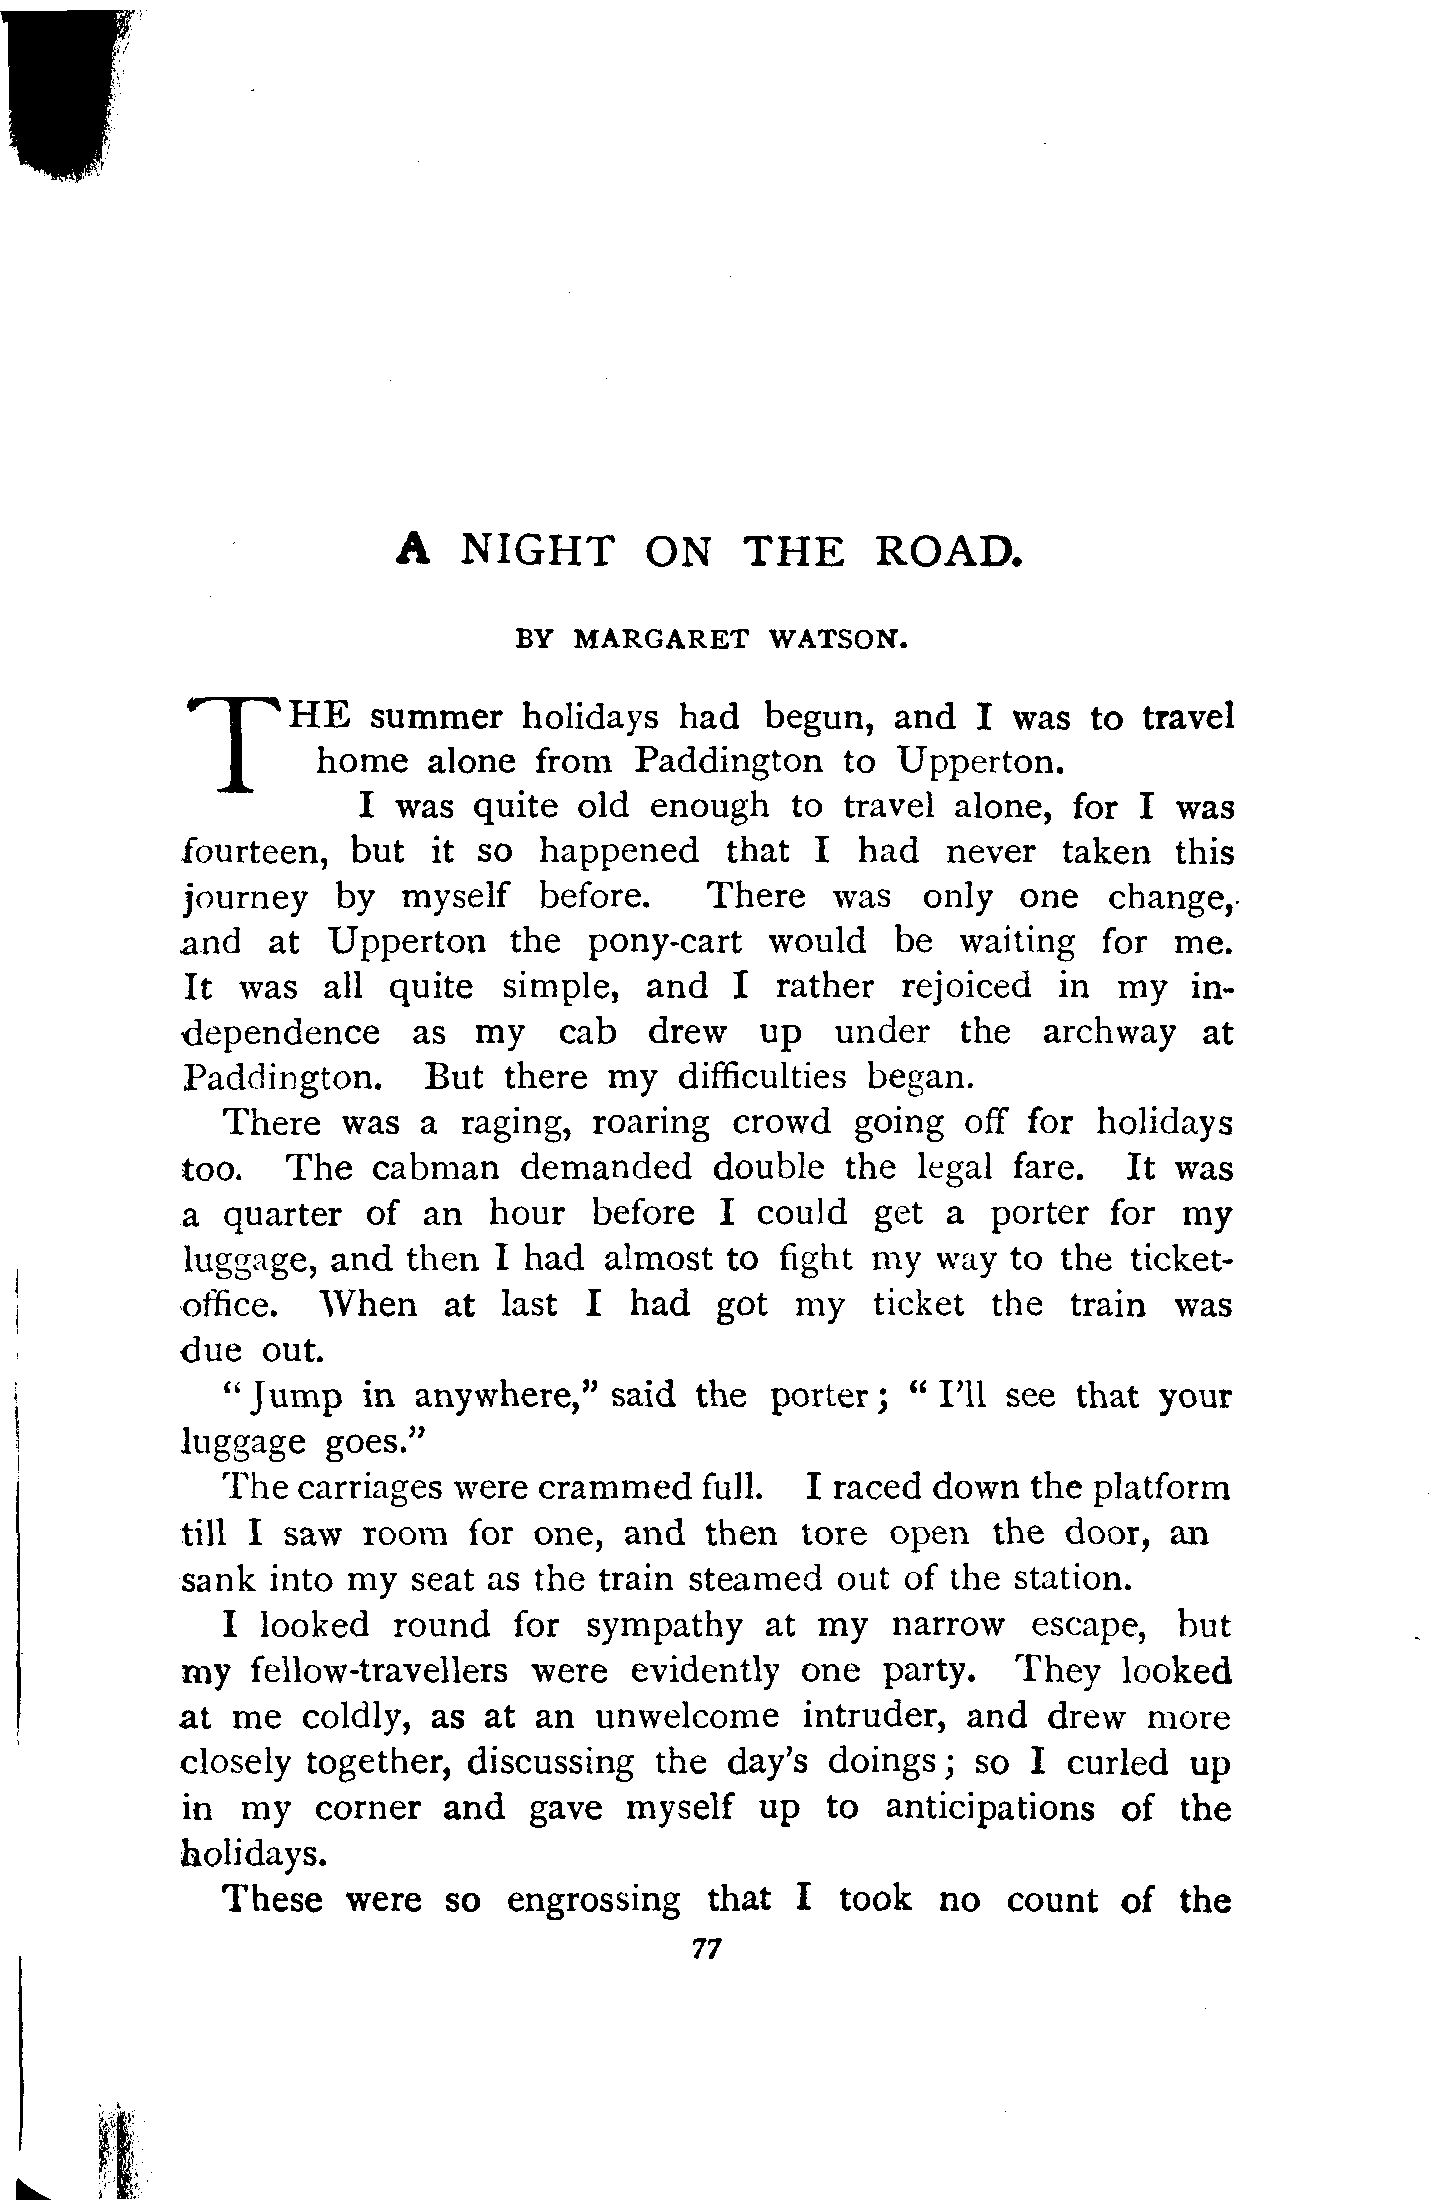 A NIGHT ON THE ROAD.
BY MARGARET WATSON.
THE summer holidays had begun, and I was to travel
home alone from Paddington to Upperton.
I was quite old enough to travel alone, for I was
fourteen, but it so happened that I had never taken this
journey by myself before. There was only one change,
and at Upperton the pony-cart would be waiting for me.
It was all quite simple, and I rather rejoiced in my in-
dependence as my cab drew up under the archway at
Paddington. But there my difficulties began.
There was a raging, roaring crowd going off for holidays
too. The cabman demanded double the legal fare. It was
a quarter of an hour before I could get a porter for my
luggage, and then I had almost to fight my way to the ticket-
office. When at last I had got my ticket the train was
due out.
“Jump in anywhere,” said the porter; “I’ll see that your
luggage goes.”
The carriages were crammed full. I raced down the platform
till I saw room for one, and then tore open the door, an
sank into my seat as the train steamed out of the station.
I looked round for sympathy at my narrow escape, but
my fellow-travellers were evidently one party. They looked
at me coldly, as at an unwelcome intruder, and drew more
closely together, discussing the day’s doings; so I curled up
in my corner and gave myself up to anticipations of the
holidays.
These were so engrossing that I took no count of the
77